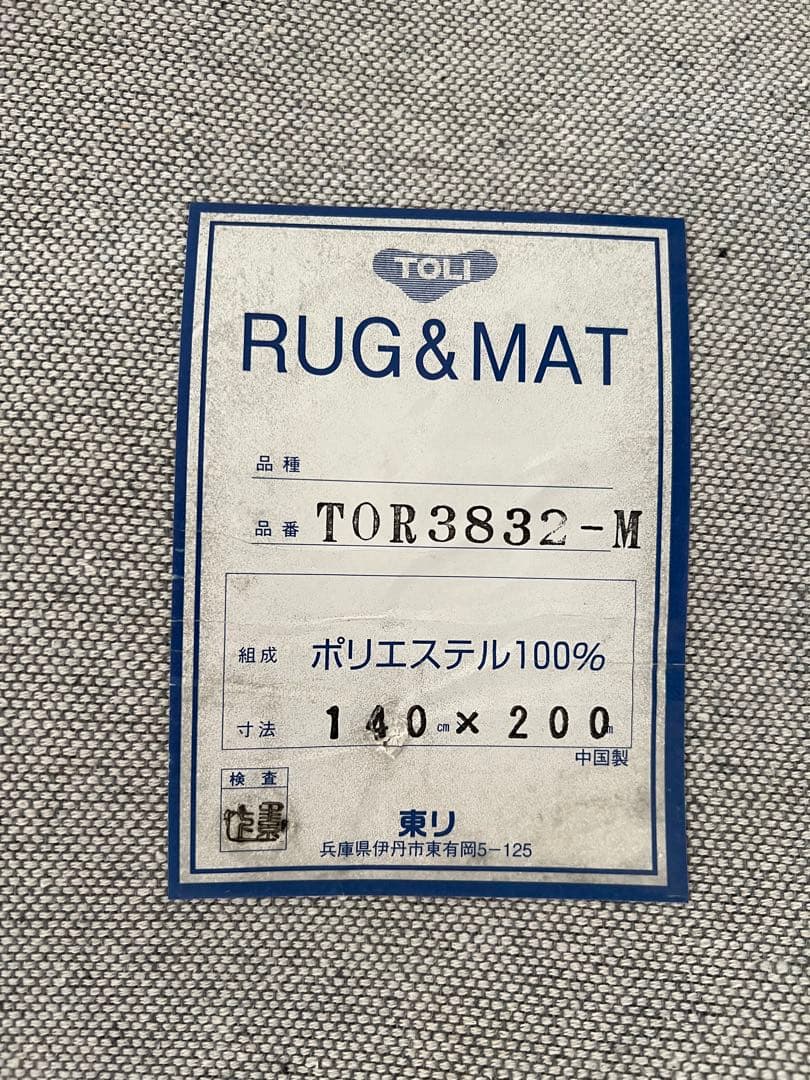 TOLI
RUG&MAT
品種
品番 TOR3832-M
組成 ポリエステル100%
寸法 140cm×200cm
中国製
検査
東リ
兵庫県伊丹市東有岡5-125